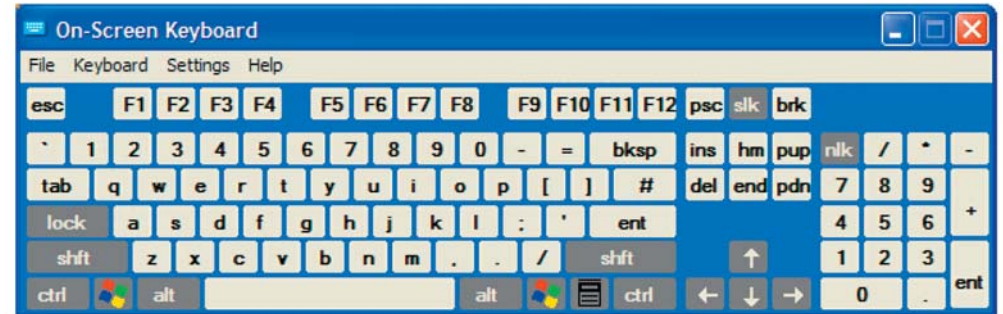 On-Screen Keyboard
File Keyboard Settings Help
esc F1 F2 F3 F4 F5 F6 F7 F8 F9 F10 F11 F12 psc slk brk
` 1 2 3 4 5 6 7 8 9 0 - = bksp ins hm pup nlk / * -
tab q w e r t y u i o p [ ] # del end pdn 7 8 9
lock a s d f g h j k l ; ' ent 4 5 6 +
shft z x c v b n m , . / shft ↑ 1 2 3
ctrl alt alt ctrl ← ↓ → 0 . ent